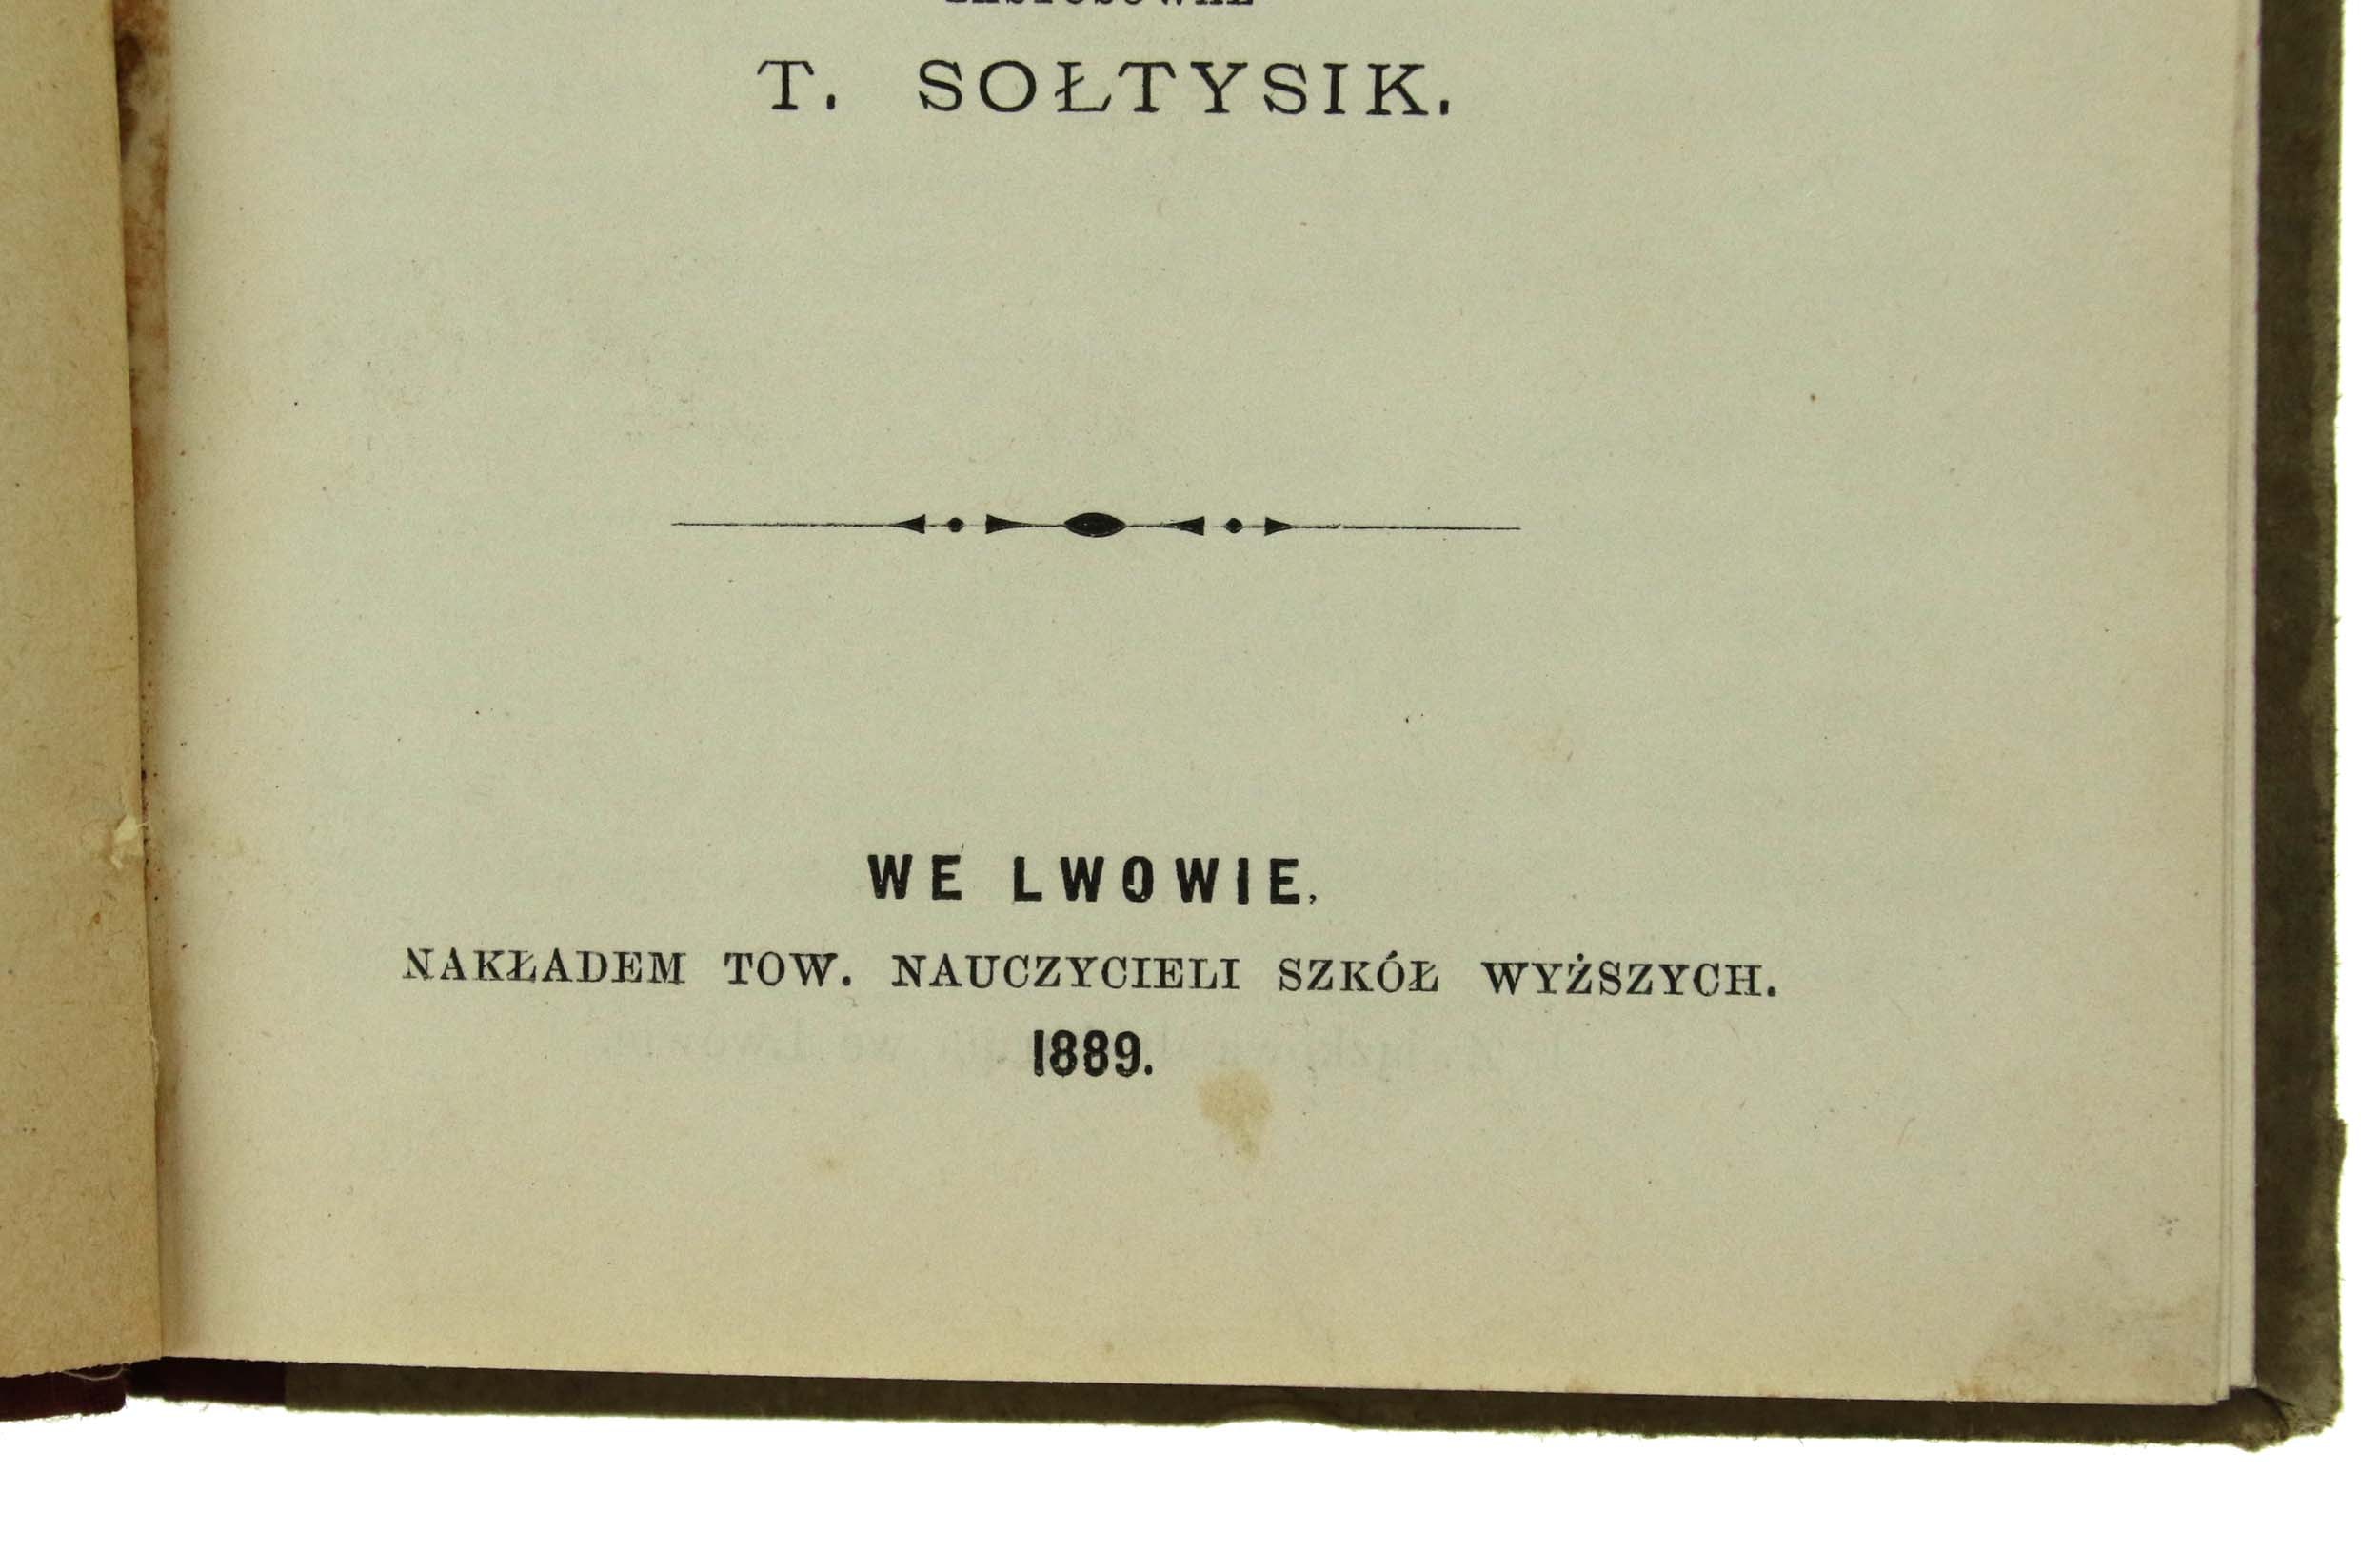 T. SOŁTYSIK.
WE LWOWIE.
NAKŁADEM TOW. NAUCZYCIELI SZKÓŁ WYŻSZYCH.
1889.